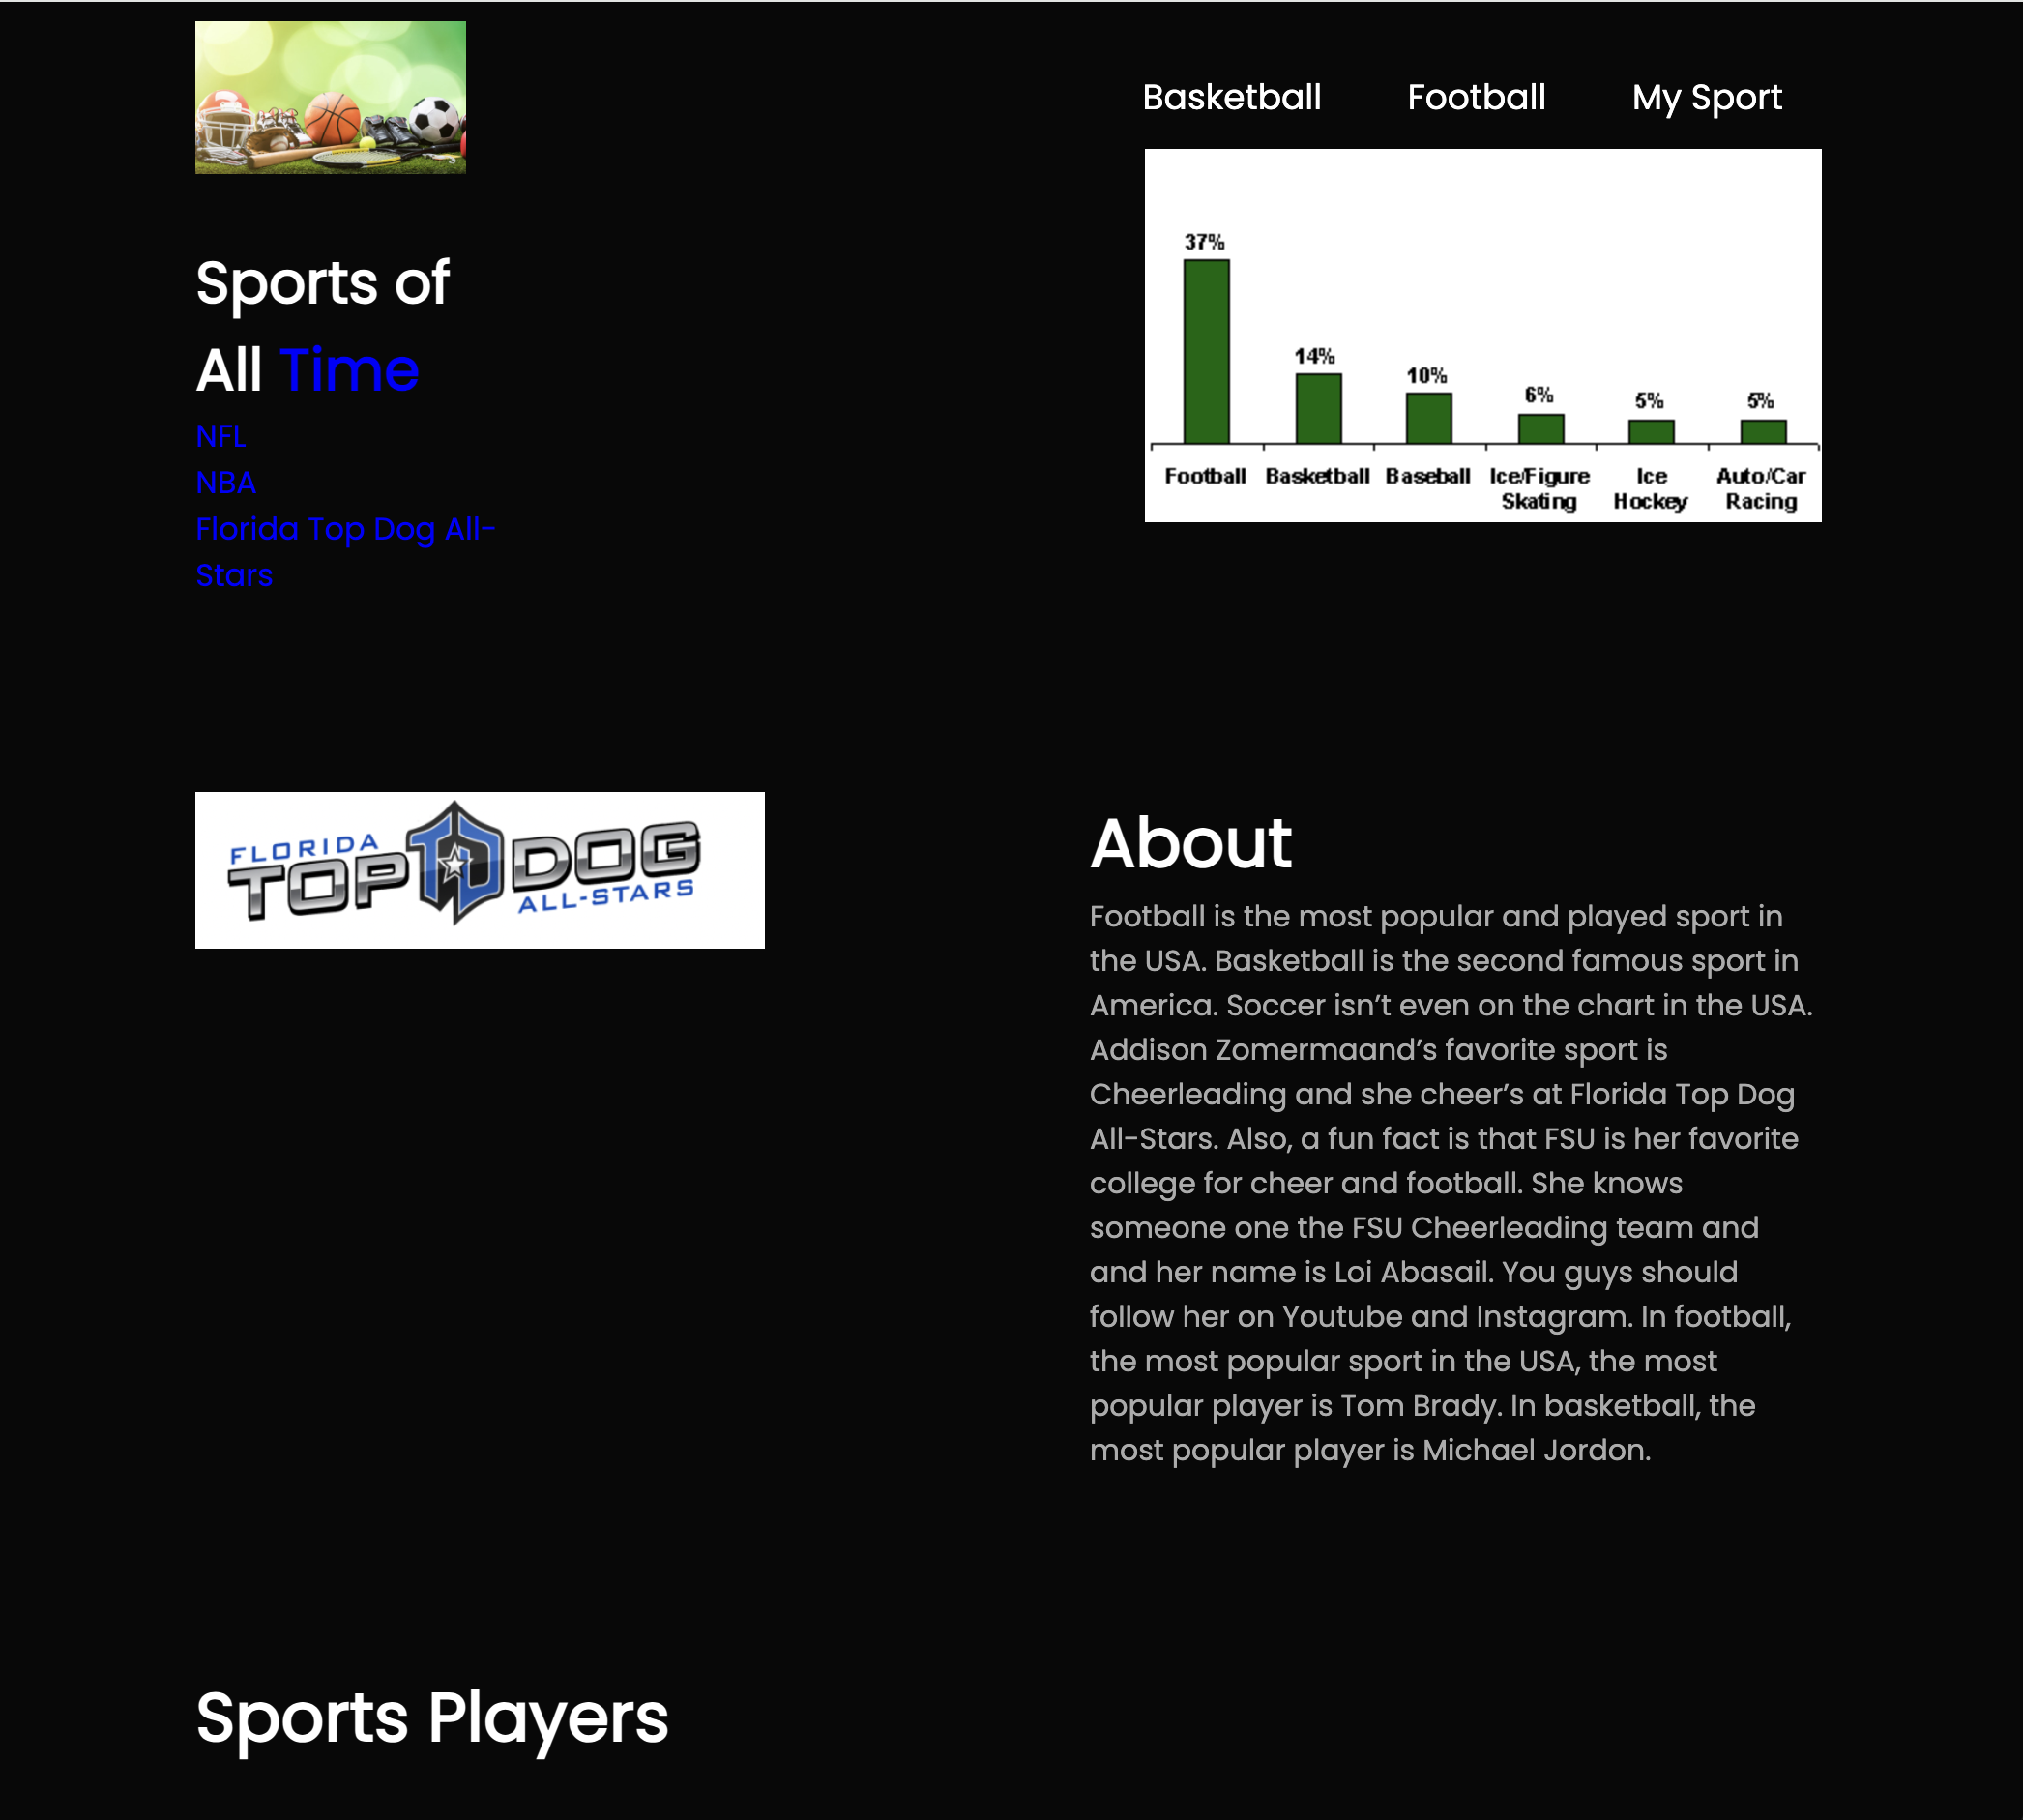 Basketball Football My Sport
Sports of
All Time
NFL
NBA
Florida Top Dog All-
Stars
37%
14%
10%
6%
5%
5%
Football Basketball Baseball Ice/Figure Skating Ice Hockey Auto/Car Racing
FLORIDA
TOP TD DOG
ALL-STARS
About
Football is the most popular and played sport in
the USA. Basketball is the second famous sport in
America. Soccer isn’t even on the chart in the USA.
Addison Zomermaand’s favorite sport is
Cheerleading and she cheer’s at Florida Top Dog
All-Stars. Also, a fun fact is that FSU is her favorite
college for cheer and football. She knows
someone one the FSU Cheerleading team and
and her name is Loi Abasail. You guys should
follow her on Youtube and Instagram. In football,
the most popular sport in the USA, the most
popular player is Tom Brady. In basketball, the
most popular player is Michael Jordon.
Sports Players